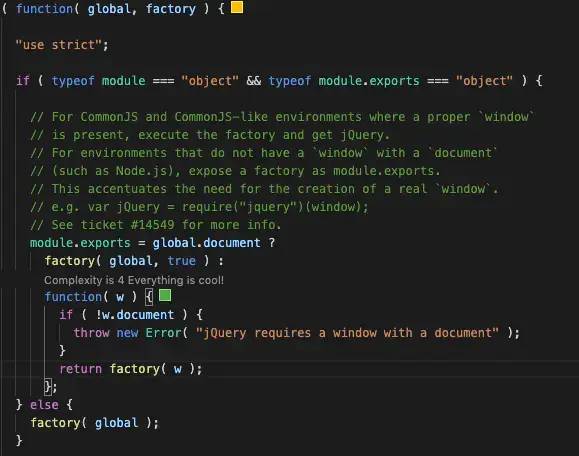 ( function( global, factory ) {
"use strict";
if ( typeof module === "object" && typeof module.exports === "object" ) {
// For CommonJS and CommonJS-like environments where a proper `window`
// is present, execute the factory and get jQuery.
// For environments that do not have a `window` with a `document`
// (such as Node.js), expose a factory as module.exports.
// This accentuates the need for the creation of a real `window`.
// e.g. var jQuery = require("jquery")(window);
// See ticket #14549 for more info.
module.exports = global.document ?
factory( global, true ) :
Complexity is 4 Everything is cool!
function( w ) {
if ( !w.document ) {
throw new Error( "jQuery requires a window with a document" );
}
return factory( w );
};
} else {
factory( global );
}